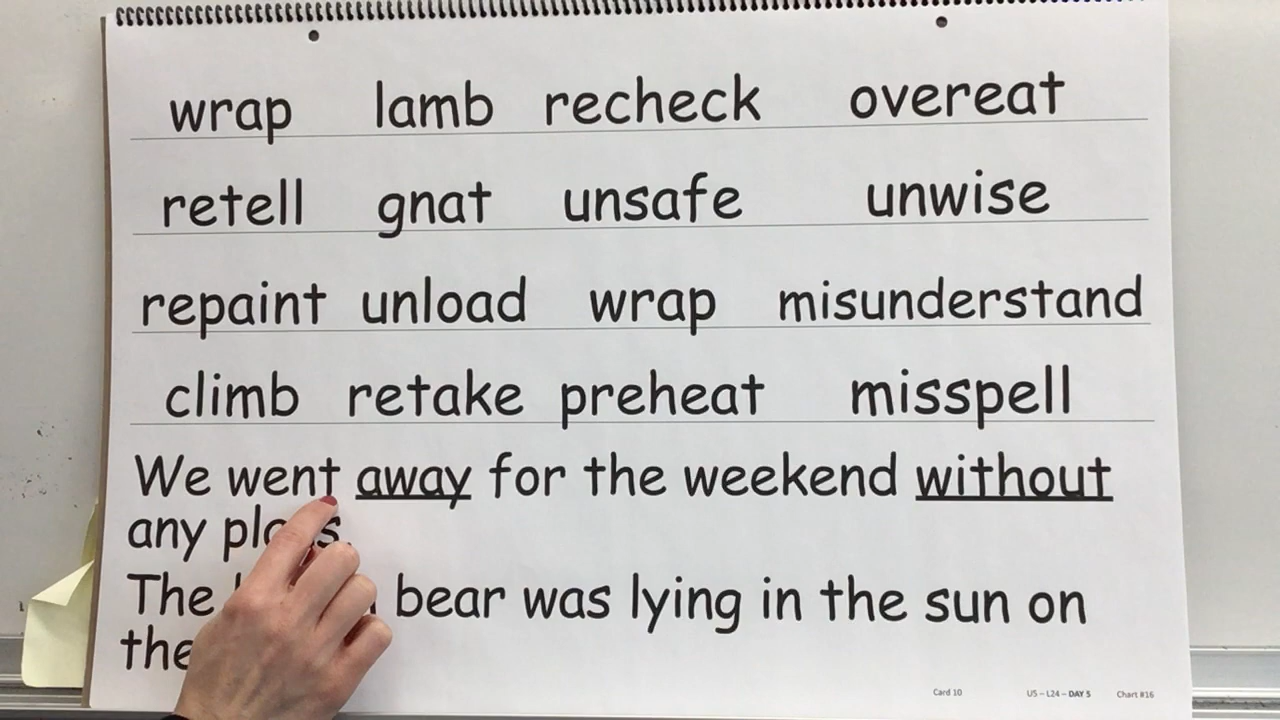 wrap lamb recheck overeat
retell gnat unsafe unwise
repaint unload wrap misunderstand
climb retake preheat misspell
We went away for the weekend without
any
The bear was lying in the sun on
the
Card 10 U5 – L24 – DAY 5 Chart #16